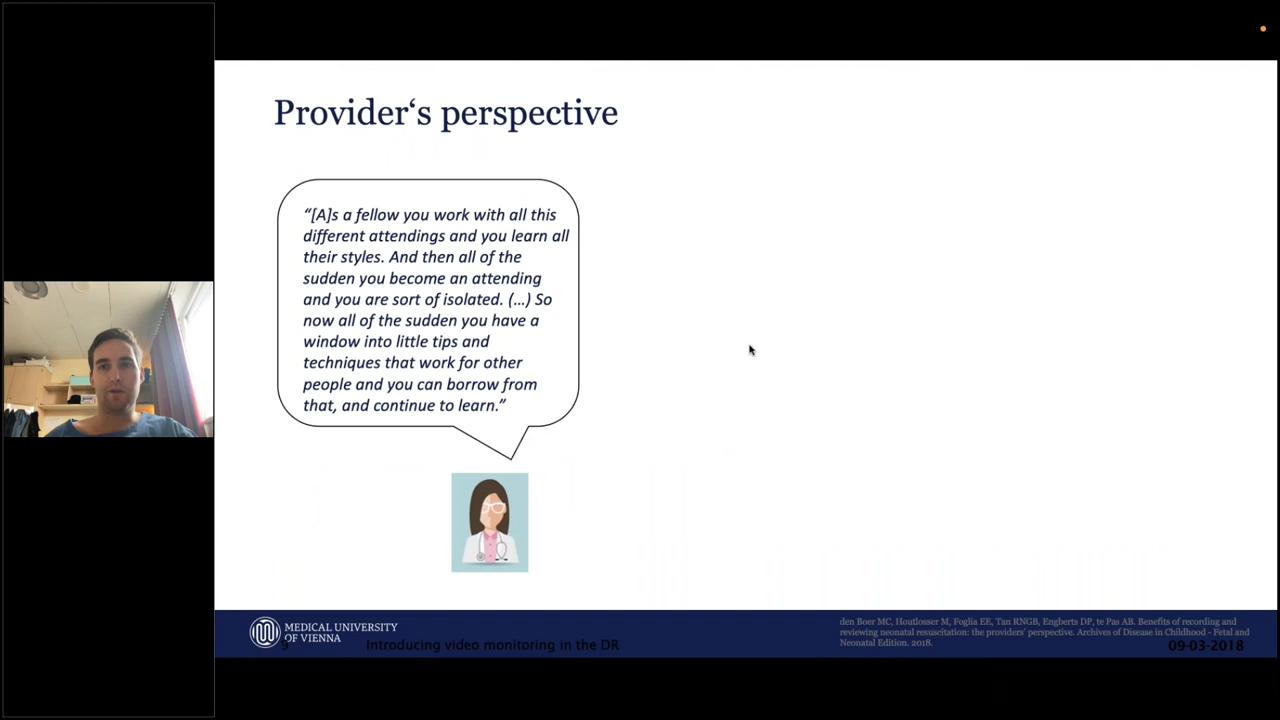 Provider‘s perspective
“[A]s a fellow you work with all this
different attendings and you learn all
their styles. And then all of the
sudden you become an attending
and you are sort of isolated. (…) So
now all of the sudden you have a
window into little tips and
techniques that work for other
people and you can borrow from
that, and continue to learn.”
MEDICAL UNIVERSITY
OF VIENNA
9
Introducing video monitoring in the DR
den Boer MC, Houtlosser M, Foglia EE, Tan RNGB, Engberts DP, te Pas AB. Benefits of recording and
reviewing neonatal resuscitation: the providers’ perspective. Archives of Disease in Childhood - Fetal and
Neonatal Edition. 2018.
09-03-2018